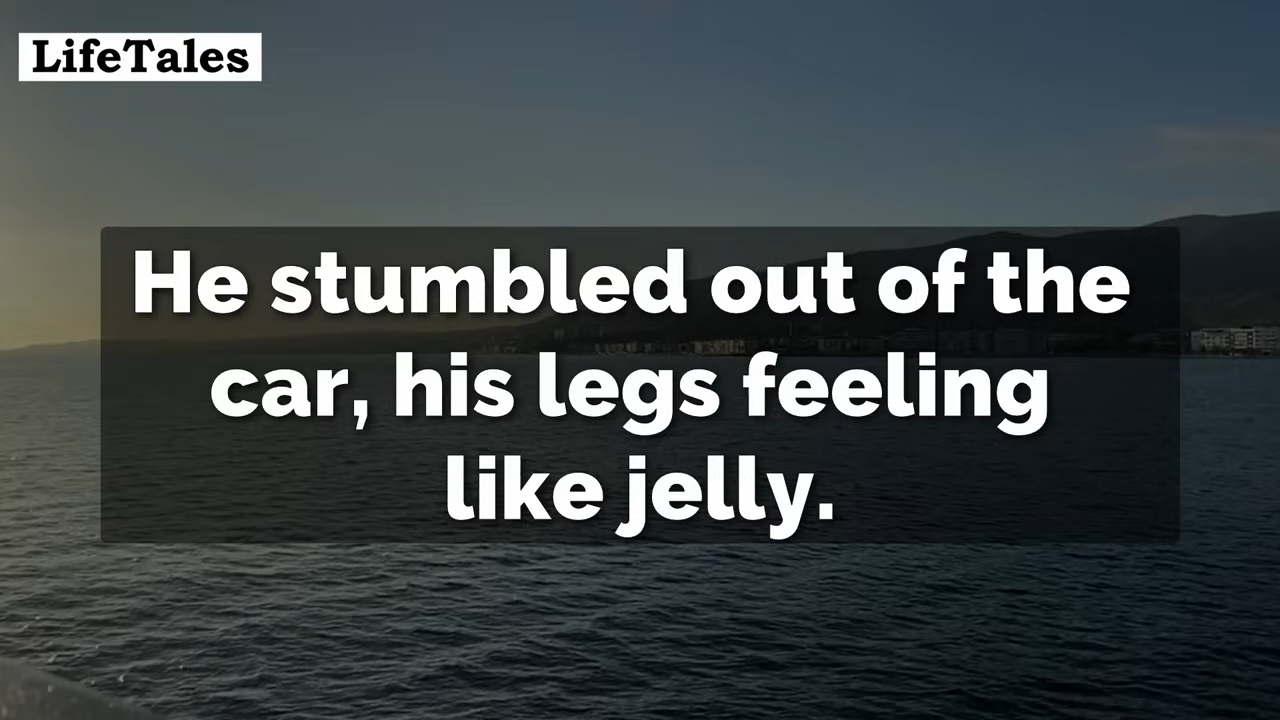 LifeTales
He stumbled out of the
car, his legs feeling
like jelly.